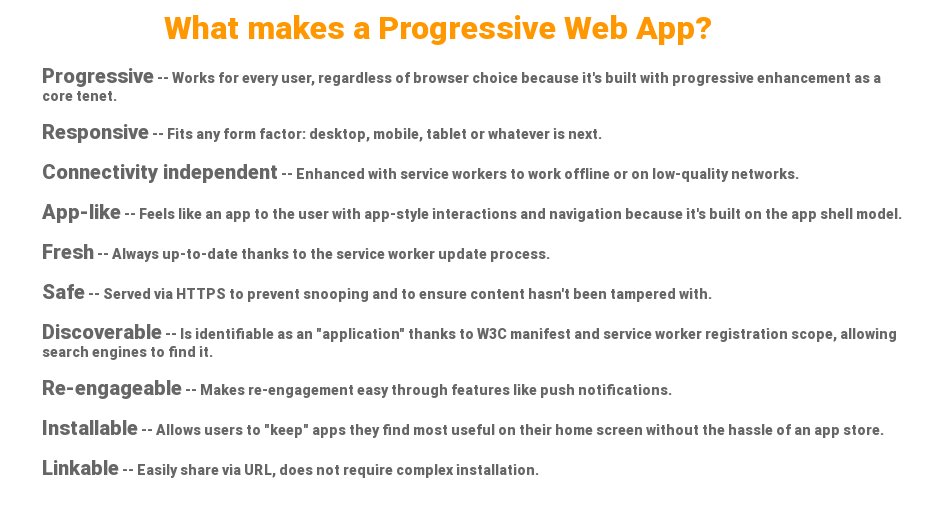 What makes a Progressive Web App?
Progressive -- Works for every user, regardless of browser choice because it's built with progressive enhancement as a
core tenet.
Responsive -- Fits any form factor: desktop, mobile, tablet or whatever is next.
Connectivity independent -- Enhanced with service workers to work offline or on low-quality networks.
App-like -- Feels like an app to the user with app-style interactions and navigation because it's built on the app shell model.
Fresh -- Always up-to-date thanks to the service worker update process.
Safe -- Served via HTTPS to prevent snooping and to ensure content hasn't been tampered with.
Discoverable -- Is identifiable as an "application" thanks to W3C manifest and service worker registration scope, allowing
search engines to find it.
Re-engageable -- Makes re-engagement easy through features like push notifications.
Installable -- Allows users to "keep" apps they find most useful on their home screen without the hassle of an app store.
Linkable -- Easily share via URL, does not require complex installation.